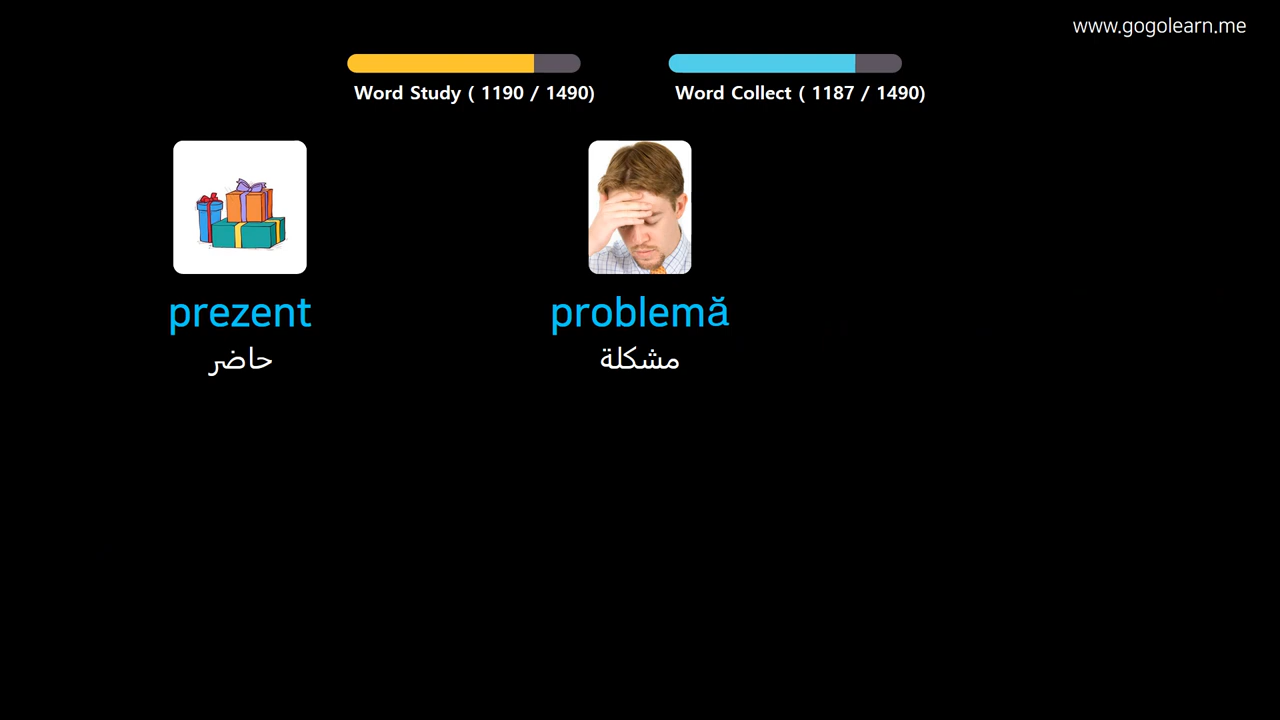 www.gogolearn.me
Word Study ( 1190 / 1490)
Word Collect ( 1187 / 1490)
prezent
حاضر
problemă
مشكلة